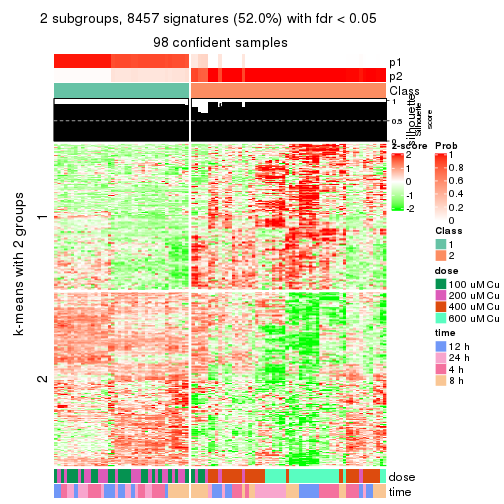 2 subgroups, 8457 signatures (52.0%) with fdr < 0.05
98 confident samples
p1
p2
Class
1
0.5
0
Silhouette
score
k-means with 2 groups
1
2
dose
time
z-score
2
1
0
-1
-2
Prob
1
0.8
0.6
0.4
0.2
0
Class
1
2
dose
100 uM Cu
200 uM Cu
400 uM Cu
600 uM Cu
time
12 h
24 h
4 h
8 h